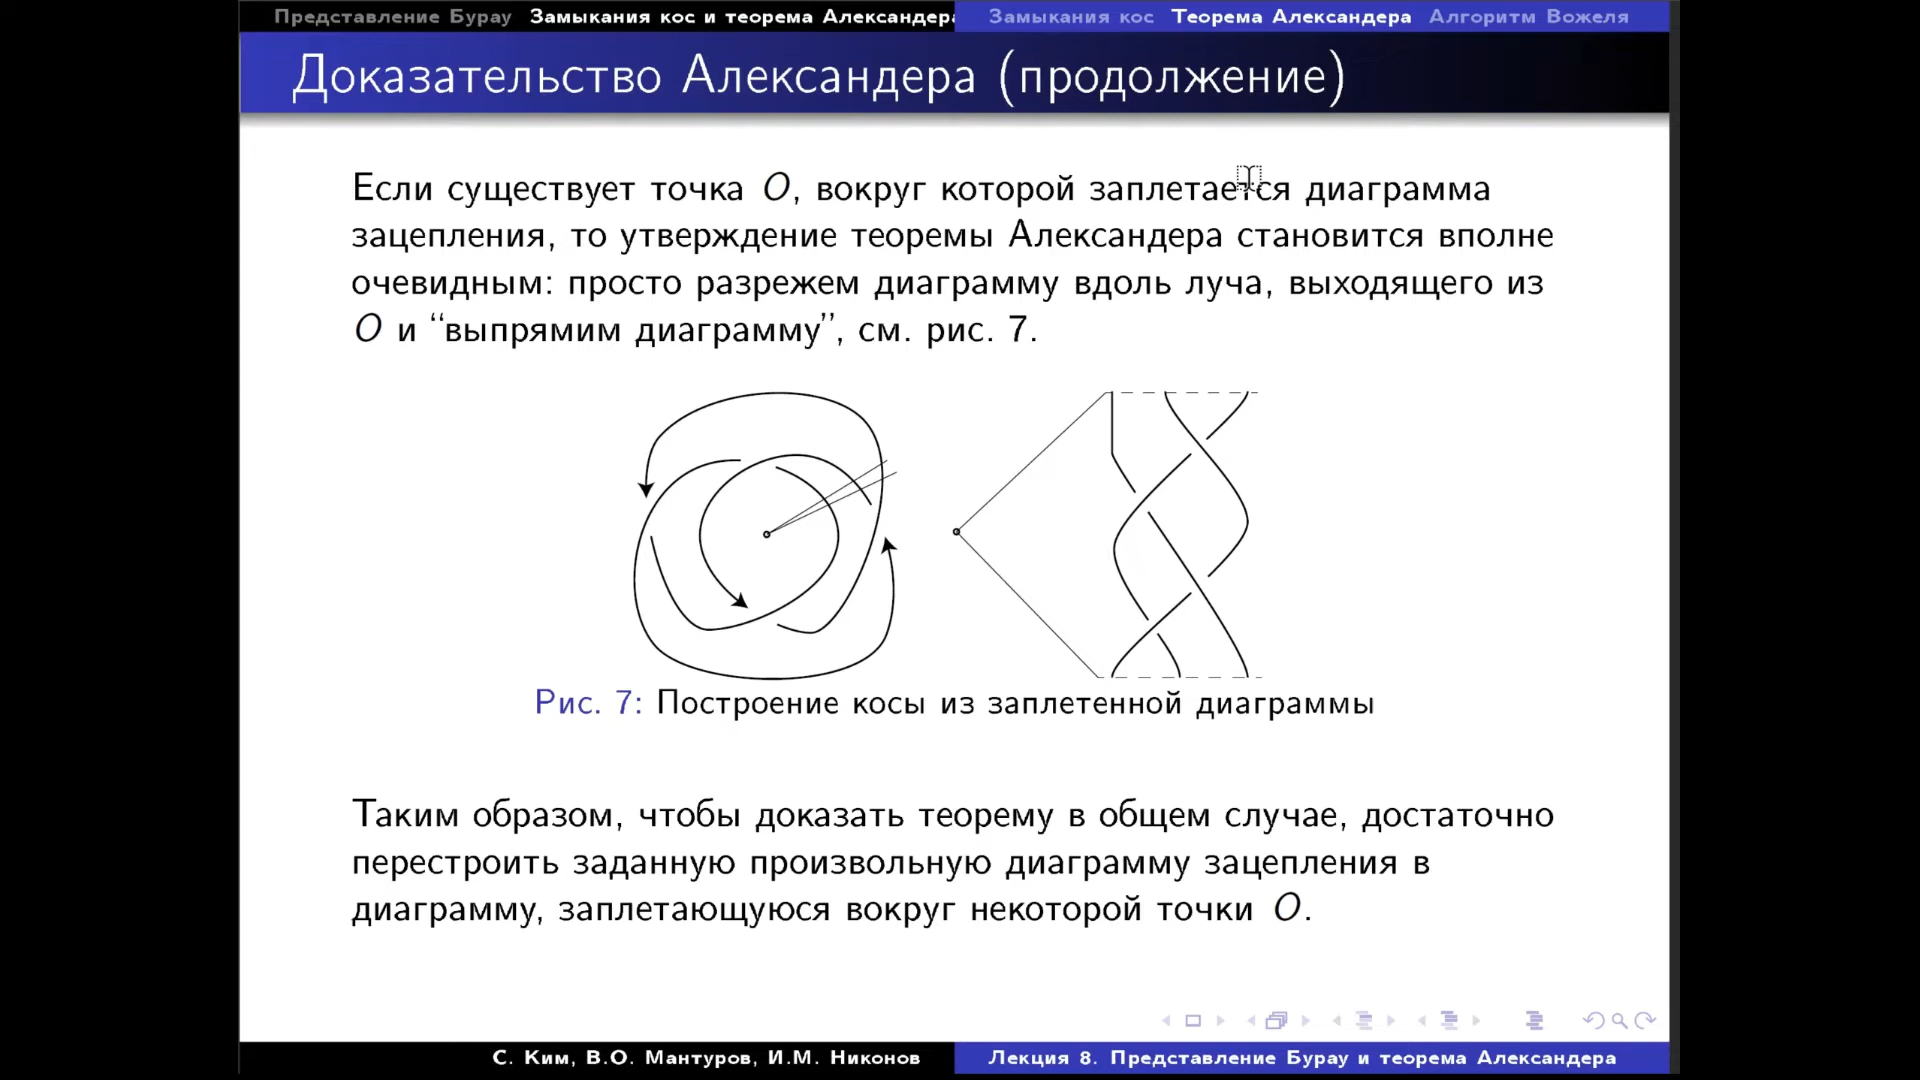 Представление Бурау Замыкания кос и теорема Александера Замыкания кос Теорема Александера Алгоритм Вожеля
Доказательство Александера (продолжение)
Если существует точка O, вокруг которой заплетается диаграмма
зацепления, то утверждение теоремы Александера становится вполне
очевидным: просто разрежем диаграмму вдоль луча, выходящего из
O и “выпрямим диаграмму”, см. рис. 7.
Рис. 7: Построение косы из заплетенной диаграммы
Таким образом, чтобы доказать теорему в общем случае, достаточно
перестроить заданную произвольную диаграмму зацепления в
диаграмму, заплетающуюся вокруг некоторой точки O.
С. Ким, В.О. Мантуров, И.М. Никонов Лекция 8. Представление Бурау и теорема Александера